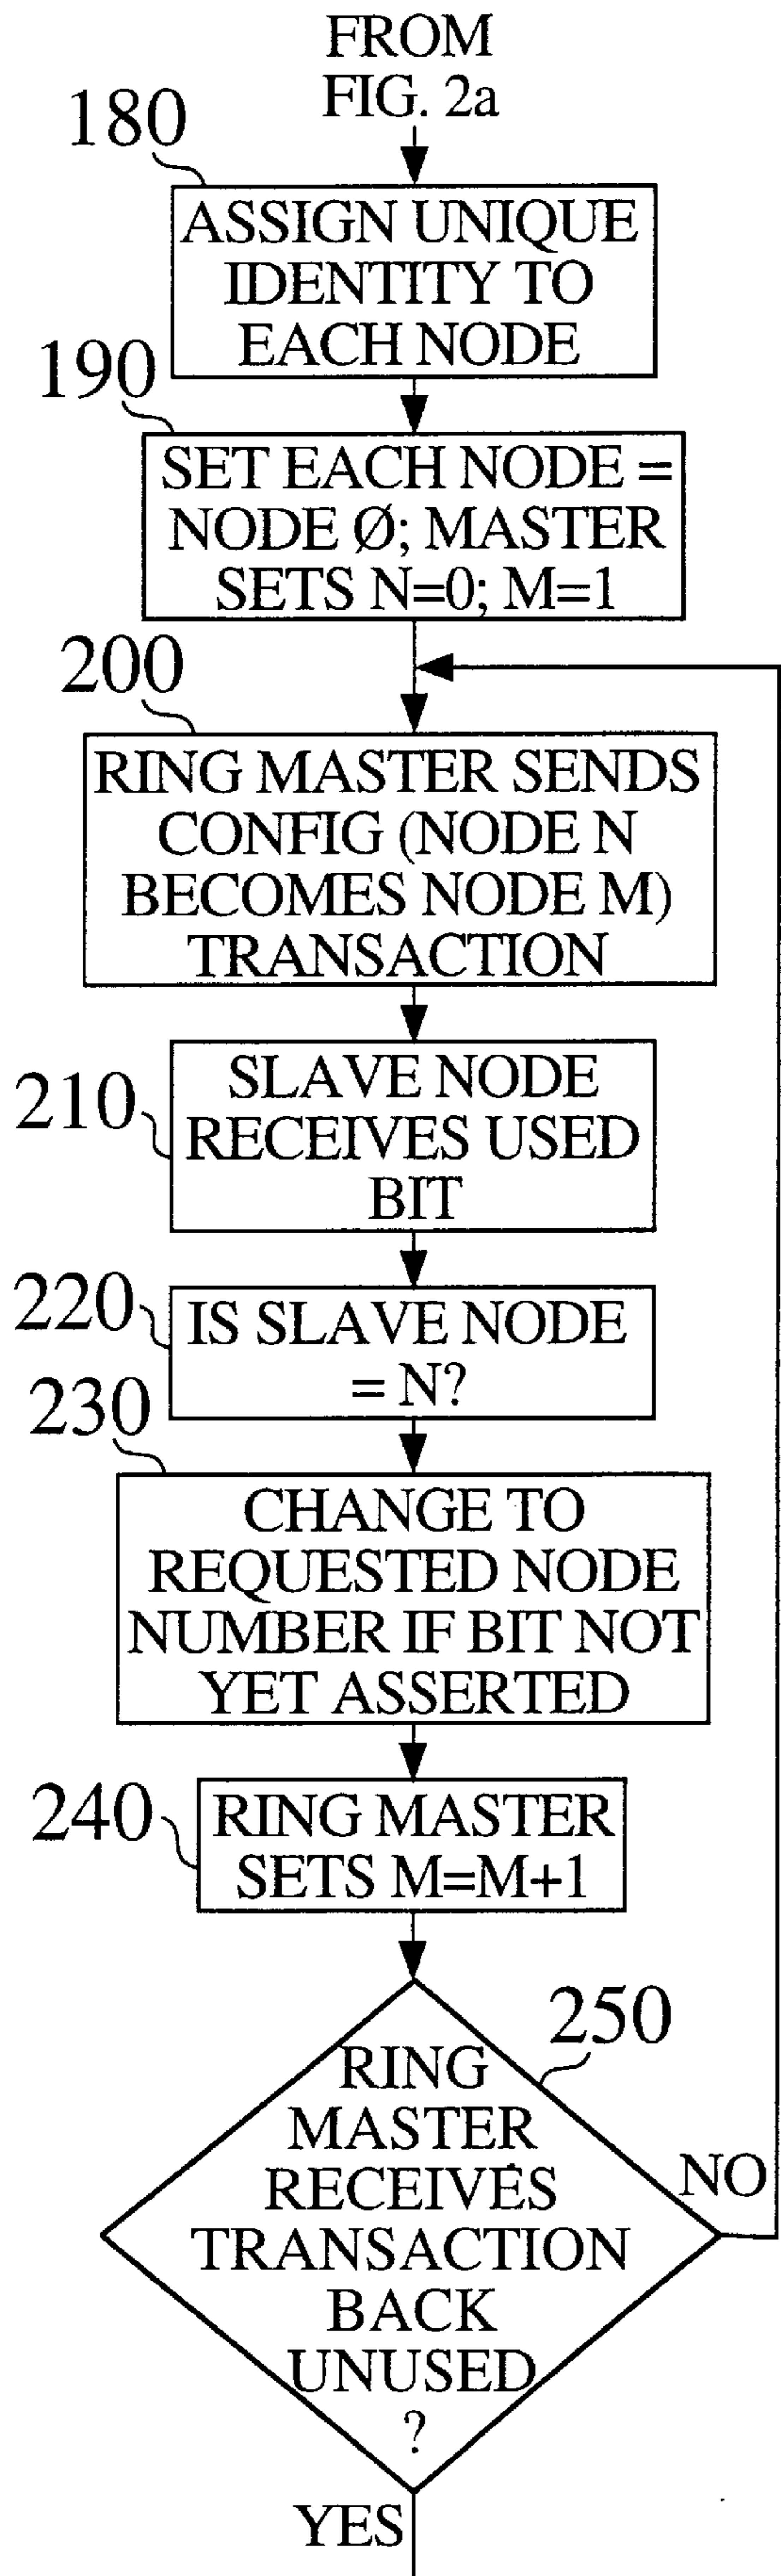 FROM
FIG. 2a
180
ASSIGN UNIQUE
IDENTITY TO
EACH NODE
190
SET EACH NODE =
NODE Ø; MASTER
SETS N=0; M=1
200
RING MASTER SENDS
CONFIG (NODE N
BECOMES NODE M)
TRANSACTION
210
SLAVE NODE
RECEIVES USED
BIT
220
IS SLAVE NODE
= N?
230
CHANGE TO
REQUESTED NODE
NUMBER IF BIT NOT
YET ASSERTED
240
RING MASTER
SETS M=M+1
250
RING
MASTER
RECEIVES
TRANSACTION
BACK
UNUSED
?
NO
YES